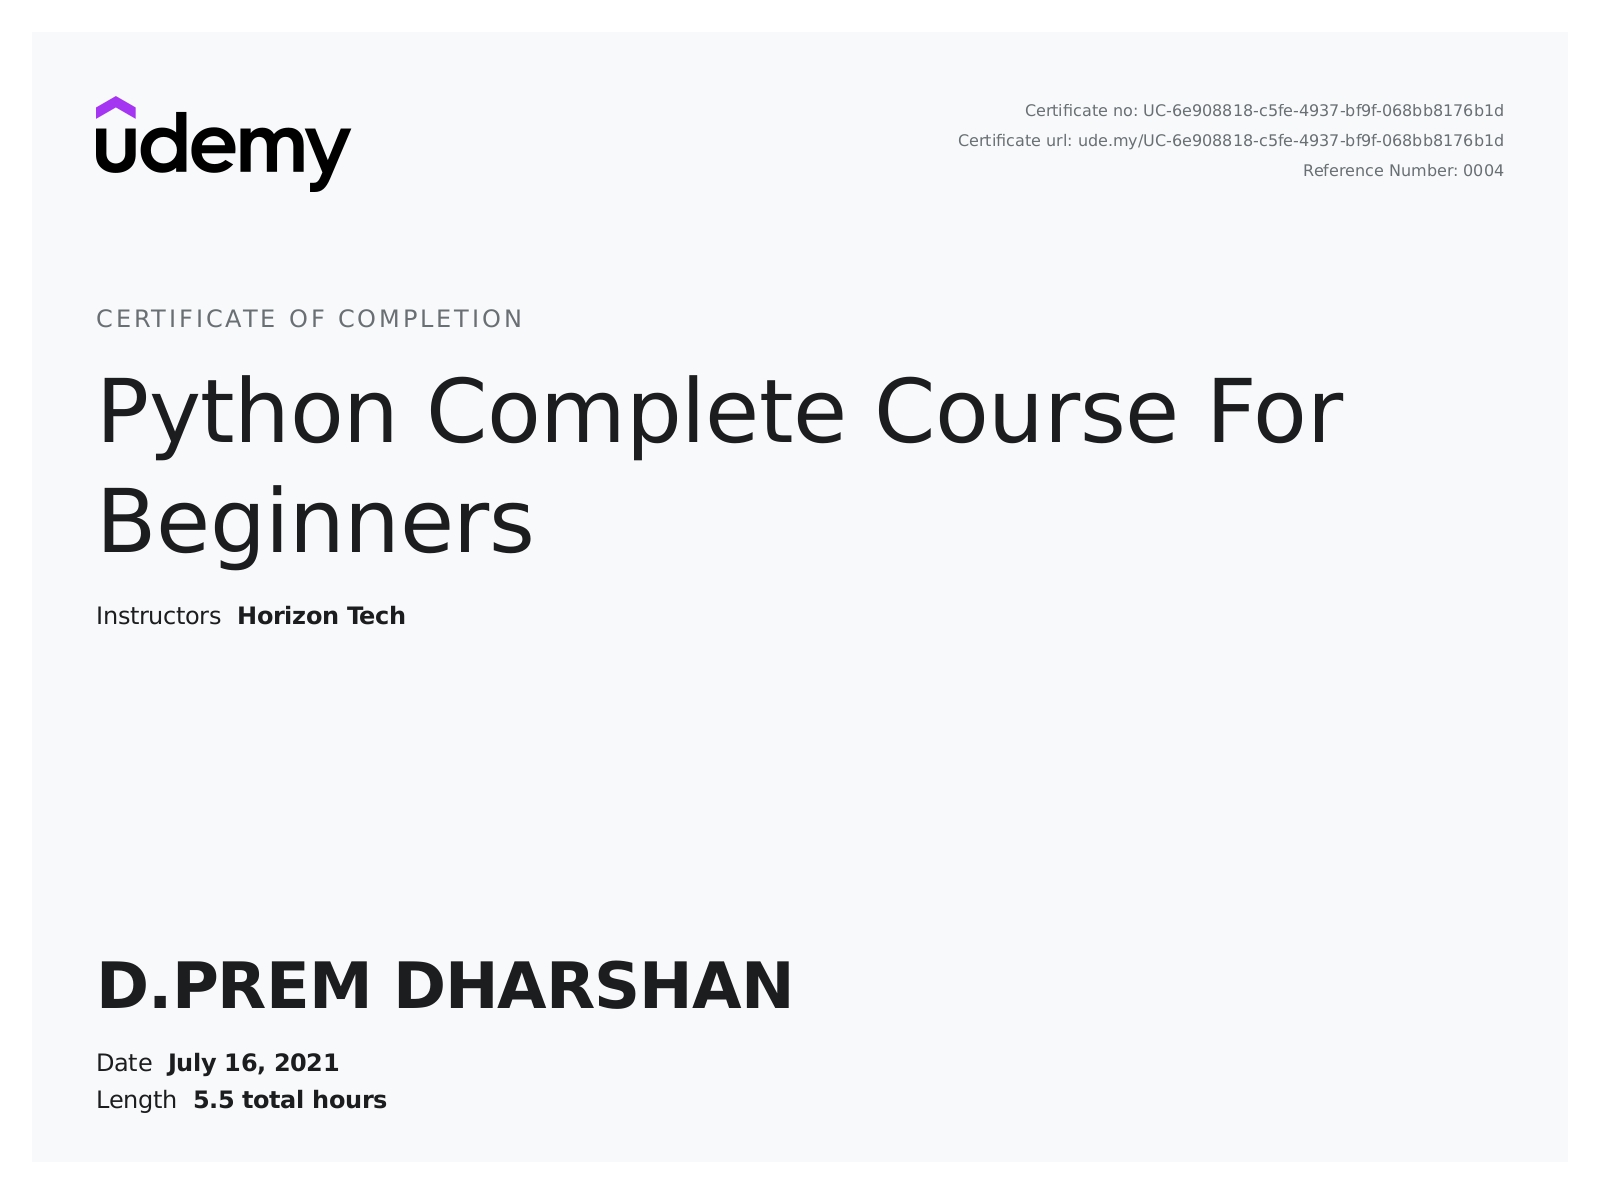 udemy
Certificate no: UC-6e908818-c5fe-4937-bf9f-068bb8176b1d
Certificate url: ude.my/UC-6e908818-c5fe-4937-bf9f-068bb8176b1d
Reference Number: 0004
CERTIFICATE OF COMPLETION
Python Complete Course For
Beginners
Instructors Horizon Tech
D.PREM DHARSHAN
Date July 16, 2021
Length 5.5 total hours